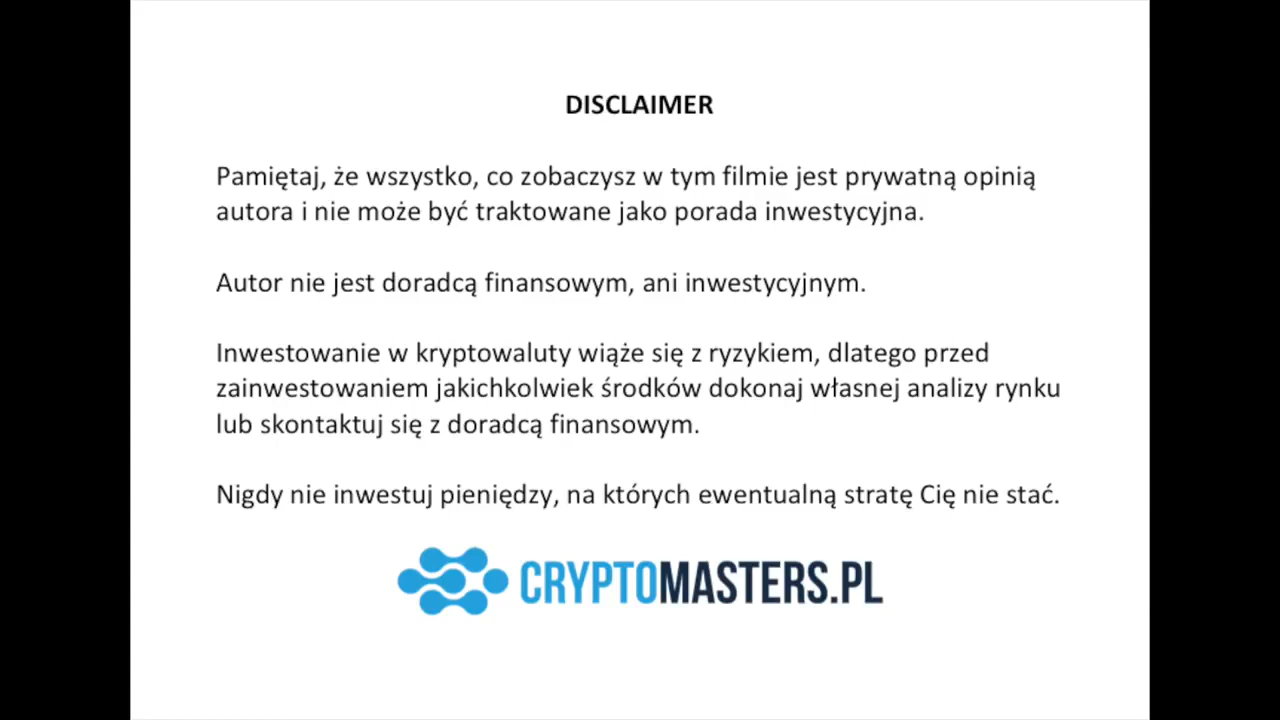 DISCLAIMER
Pamiętaj, że wszystko, co zobaczysz w tym filmie jest prywatną opinią
autora i nie może być traktowane jako porada inwestycyjna.
Autor nie jest doradcą finansowym, ani inwestycyjnym.
Inwestowanie w kryptowaluty wiąże się z ryzykiem, dlatego przed
zainwestowaniem jakichkolwiek środków dokonaj własnej analizy rynku
lub skontaktuj się z doradcą finansowym.
Nigdy nie inwestuj pieniędzy, na których ewentualną stratę Cię nie stać.
CRYPTOMASTERS.PL